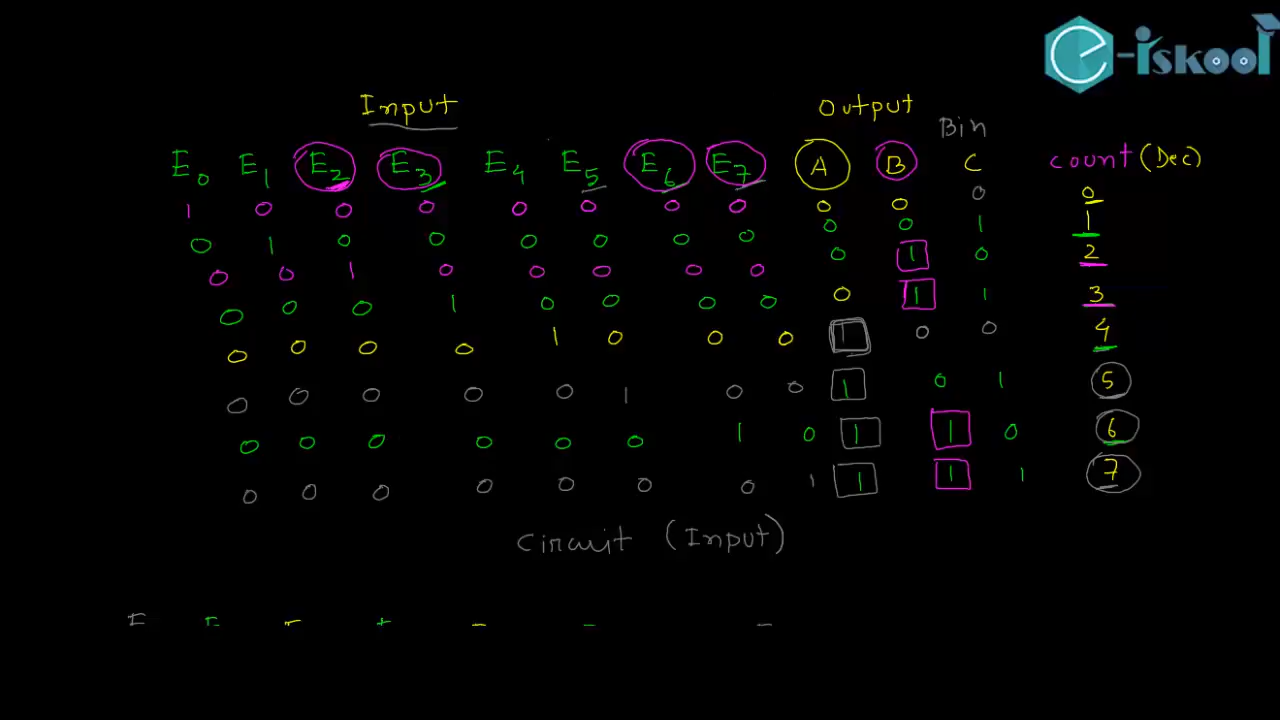 e-iskool
Input Output
Bin
E0 E1 E2 E3 E4 E5 E6 E7 A B C count (Dec)
1 0 0 0 0 0 0 0 0 0 0 0
0 1 0 0 0 0 0 0 0 0 1 1
0 0 1 0 0 0 0 0 0 1 0 2
0 0 0 1 0 0 0 0 0 1 1 3
0 0 0 0 1 0 0 0 1 0 0 4
0 0 0 0 0 1 0 0 1 0 1 5
0 0 0 0 0 0 1 0 1 1 0 6
0 0 0 0 0 0 0 1 1 1 1 7
Circuit (Input)